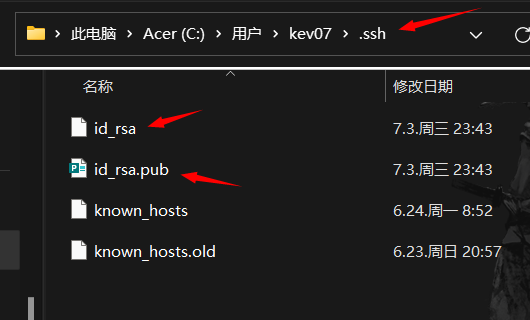 此电脑 > Acer (C:) > 用户 > kev07 > .ssh
名称 修改日期
id_rsa 7.3.周三 23:43
id_rsa.pub 7.3.周三 23:43
known_hosts 6.24.周一 8:52
known_hosts.old 6.23.周日 20:57